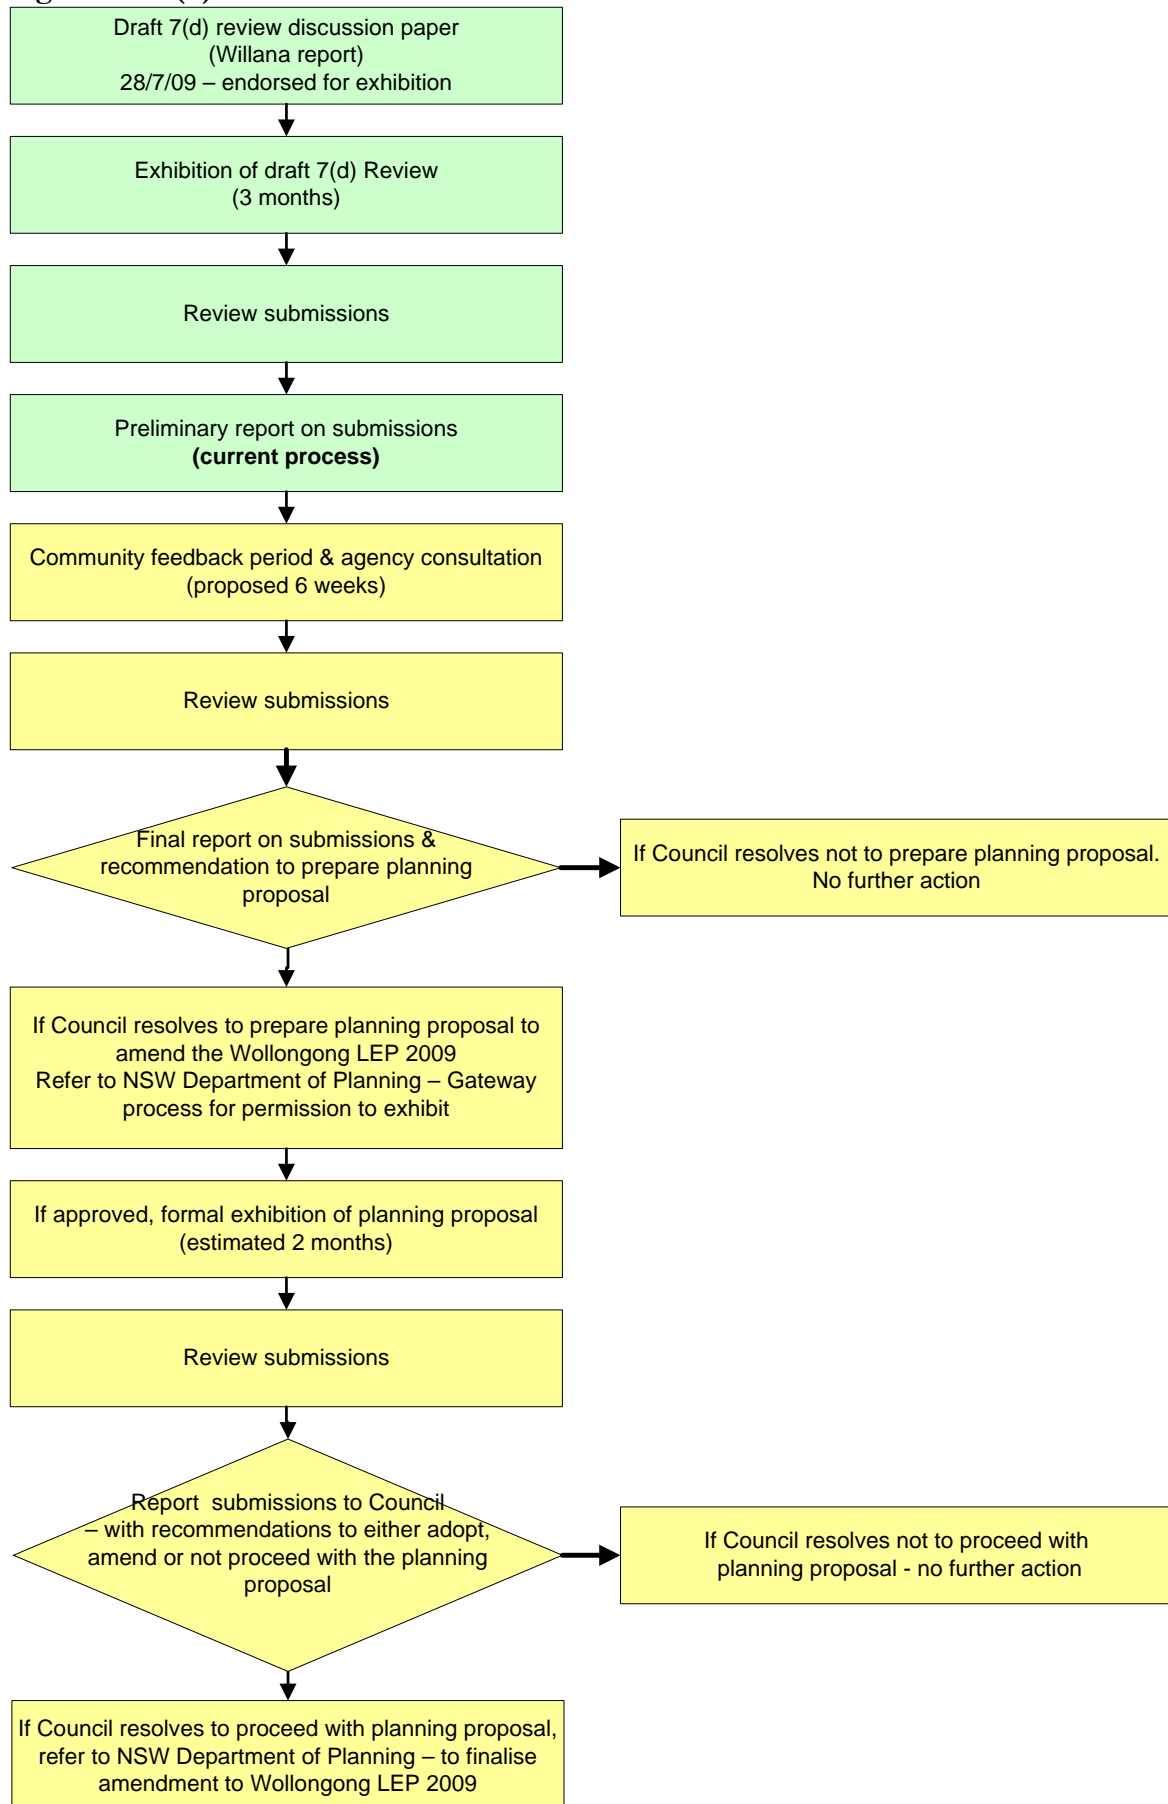 Draft 7(d) review discussion paper
(Willana report)
28/7/09 – endorsed for exhibition
Exhibition of draft 7(d) Review
(3 months)
Review submissions
Preliminary report on submissions
(current process)
Community feedback period & agency consultation
(proposed 6 weeks)
Review submissions
Final report on submissions &
recommendation to prepare planning
proposal
If Council resolves not to prepare planning proposal.
No further action
If Council resolves to prepare planning proposal to
amend the Wollongong LEP 2009
Refer to NSW Department of Planning – Gateway
process for permission to exhibit
If approved, formal exhibition of planning proposal
(estimated 2 months)
Review submissions
Report submissions to Council
– with recommendations to either adopt,
amend or not proceed with the planning
proposal
If Council resolves not to proceed with
planning proposal - no further action
If Council resolves to proceed with planning proposal,
refer to NSW Department of Planning – to finalise
amendment to Wollongong LEP 2009